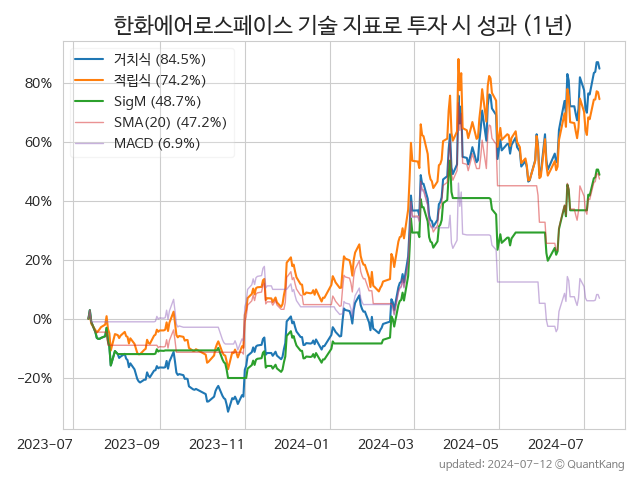 한화에어로스페이스 기술 지표로 투자 시 성과 (1년)
거치식 (84.5%)
적립식 (74.2%)
SigM (48.7%)
SMA(20) (47.2%)
MACD (6.9%)
80%
60%
40%
20%
0%
−20%
2023-07 2023-09 2023-11 2024-01 2024-03 2024-05 2024-07
updated: 2024-07-12 © QuantKang